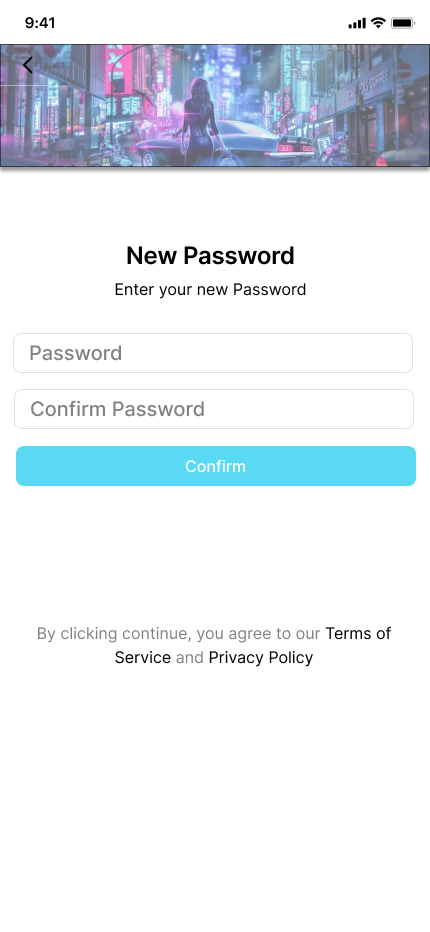 9:41
New Password
Enter your new Password
Password
Confirm Password
Confirm
By clicking continue, you agree to our Terms of
Service and Privacy Policy